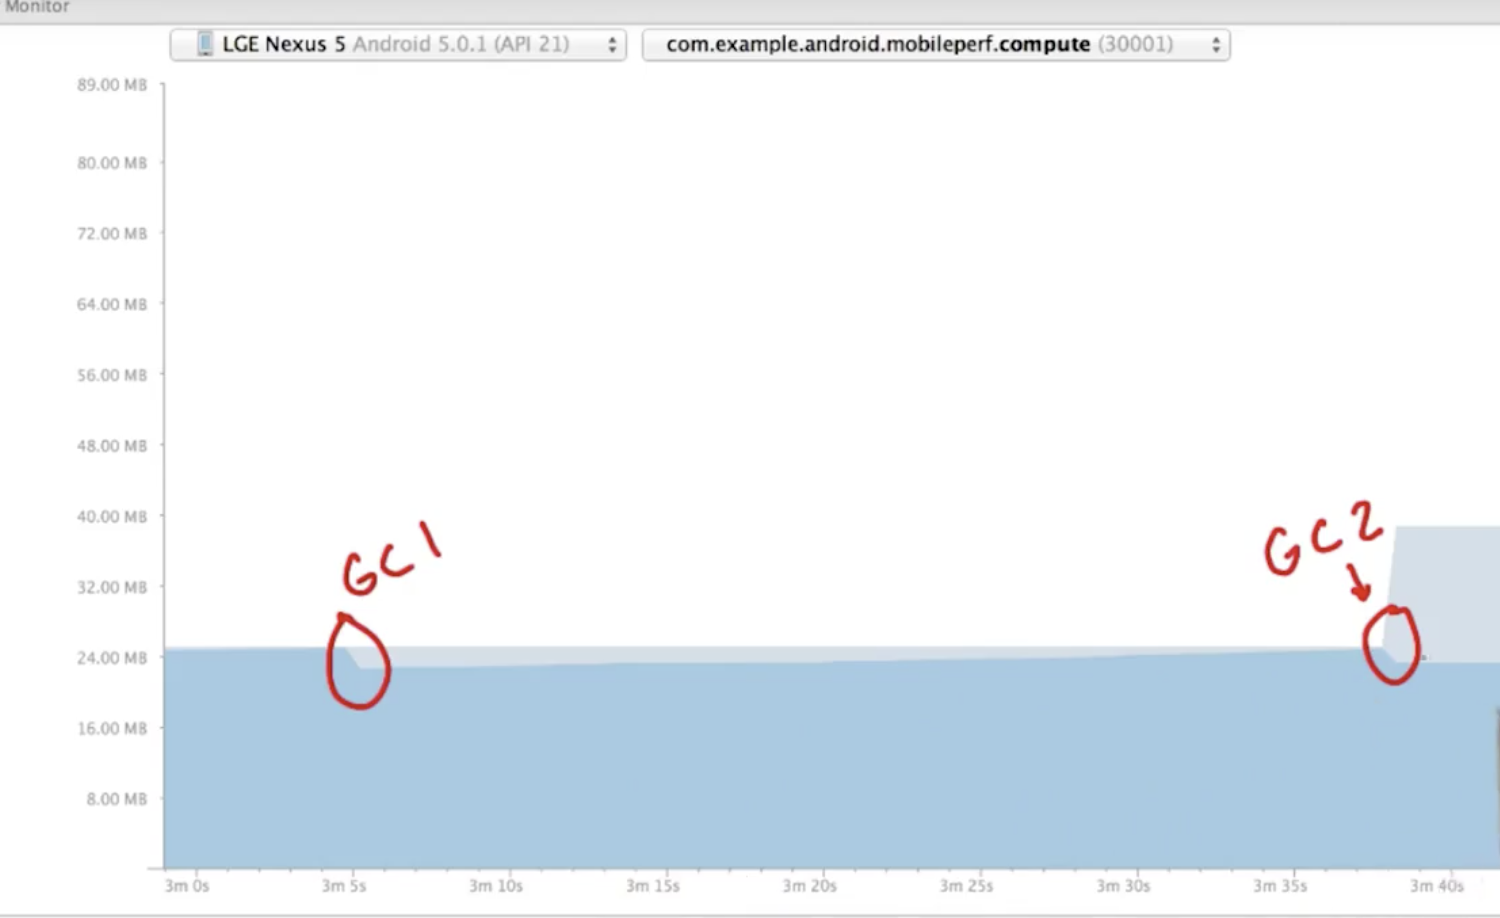 Monitor
LGE Nexus 5 Android 5.0.1 (API 21) com.example.android.mobileperf.compute (30001)
89.00 MB
80.00 MB
72.00 MB
64.00 MB
56.00 MB
48.00 MB
40.00 MB
GC1
GC2
32.00 MB
24.00 MB
16.00 MB
8.00 MB
3m 0s 3m 5s 3m 10s 3m 15s 3m 20s 3m 25s 3m 30s 3m 35s 3m 40s